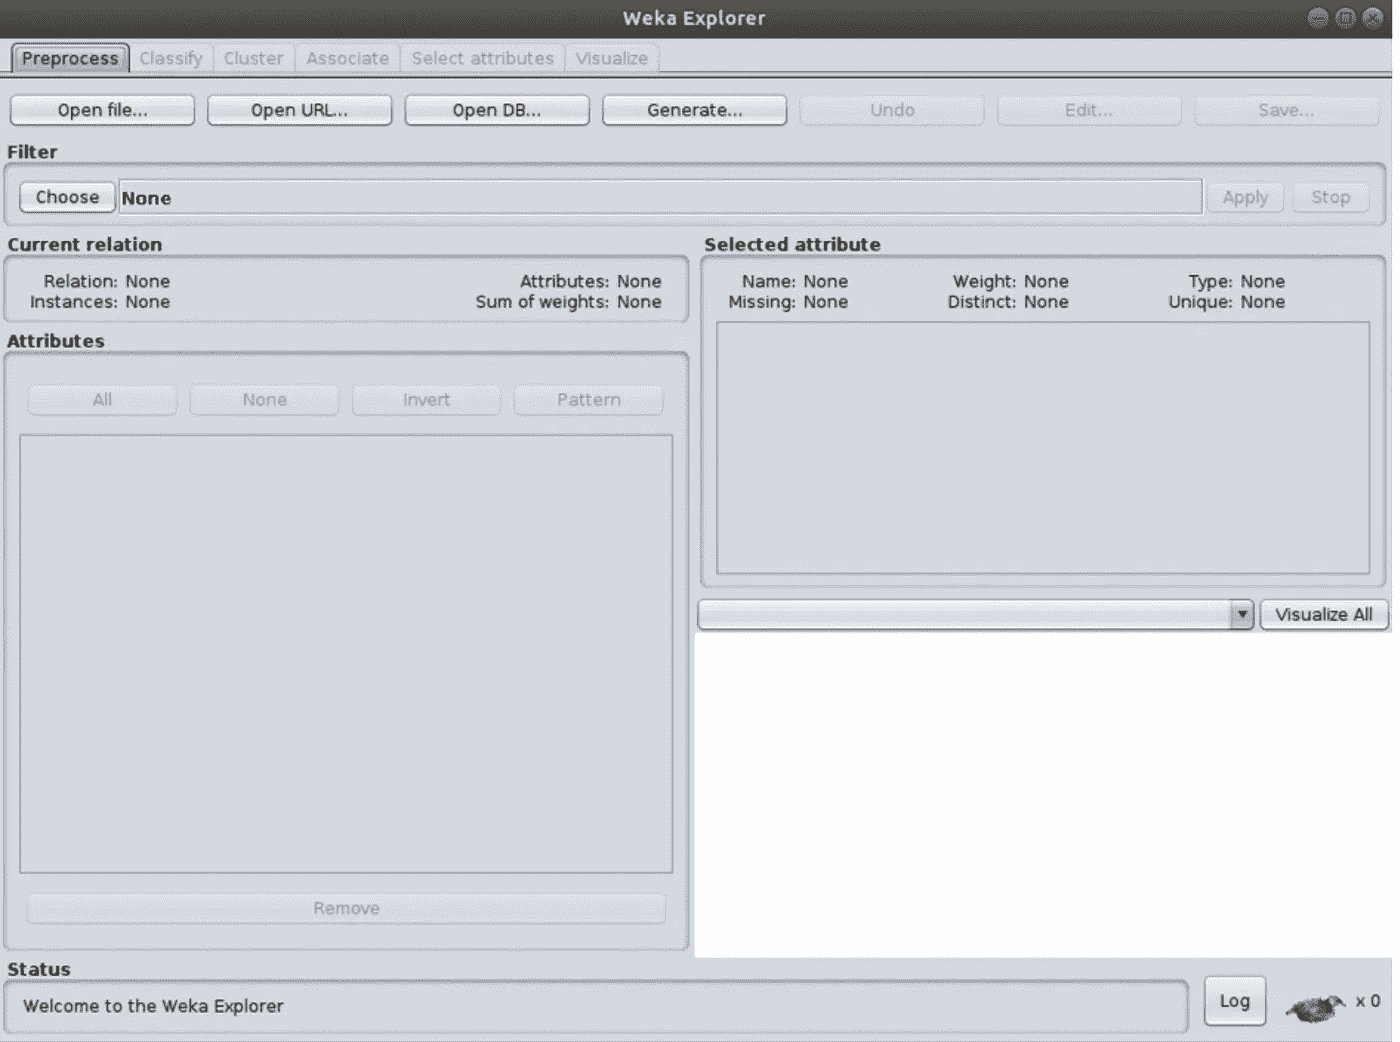 Weka Explorer
Preprocess Classify Cluster Associate Select attributes Visualize
Open file... Open URL... Open DB... Generate... Undo Edit... Save...
Filter
Choose None Apply Stop
Current relation
Relation: None Attributes: None
Instances: None Sum of weights: None
Selected attribute
Name: None Weight: None Type: None
Missing: None Distinct: None Unique: None
Attributes
All None Invert Pattern
Visualize All
Remove
Status
Welcome to the Weka Explorer
Log x 0